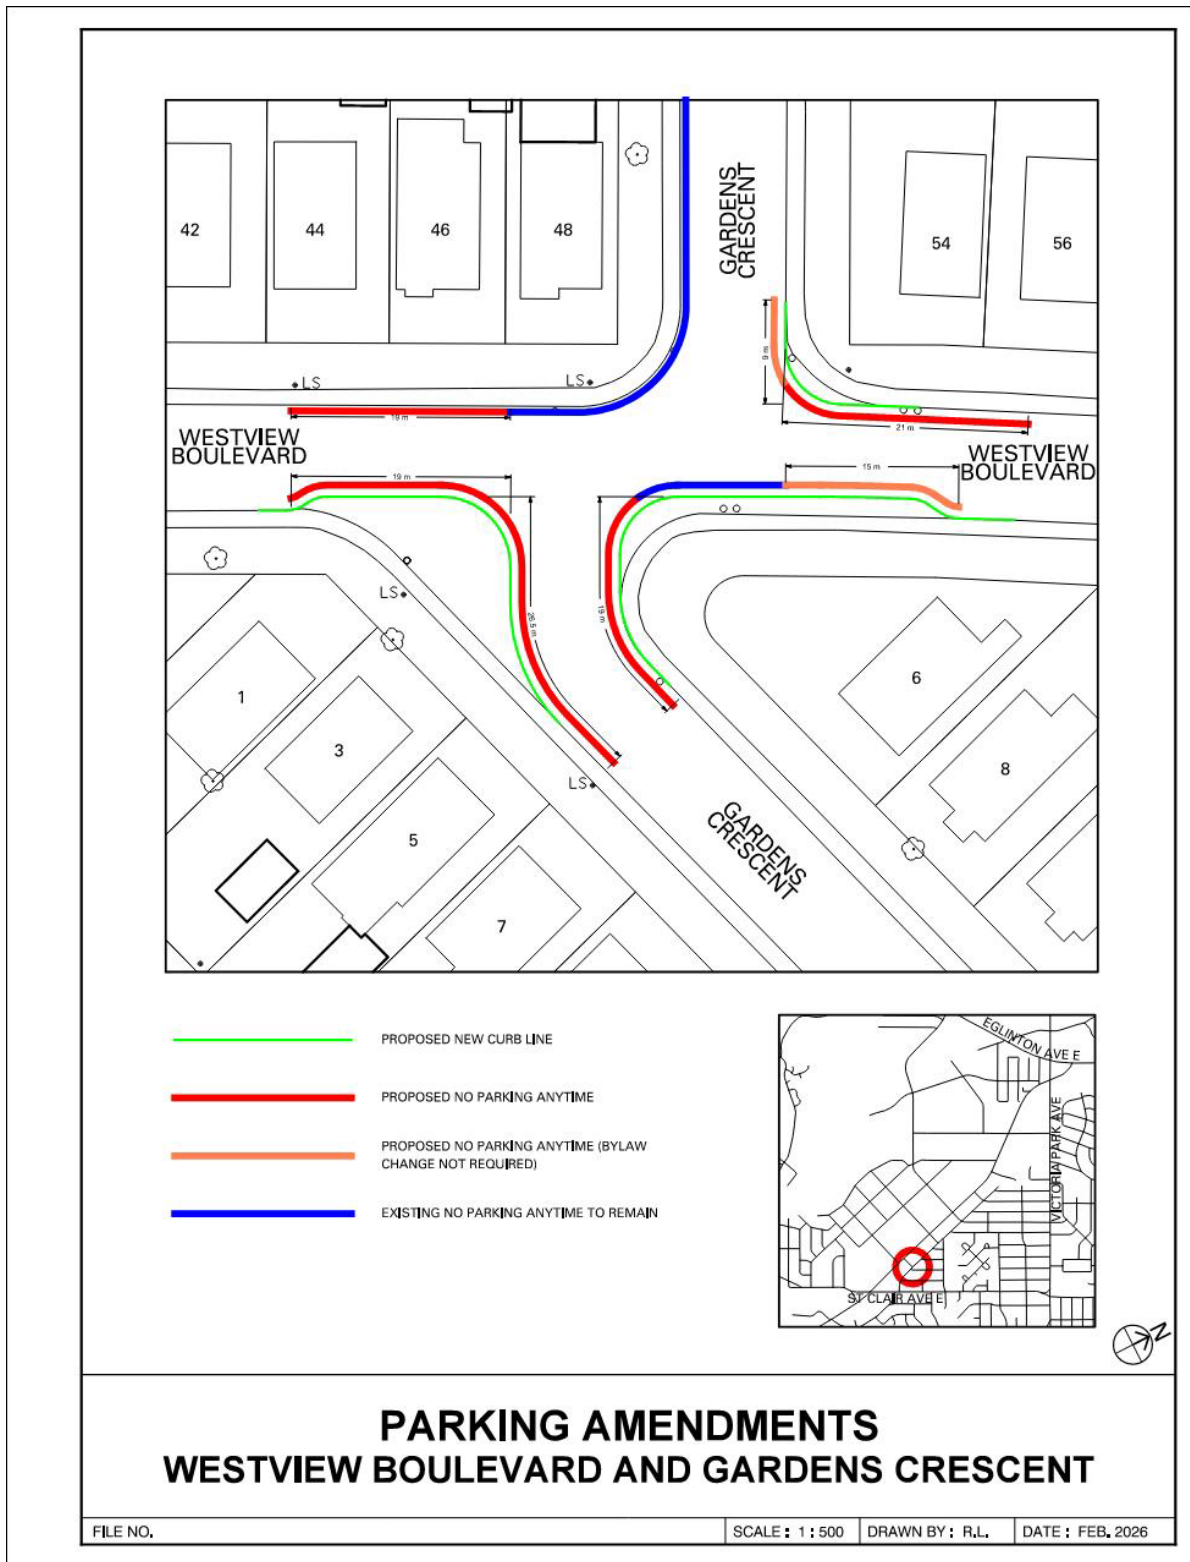 42
44
46
48
GARDENS
CRESCENT
54
56
9 m
LS
LS
19 m
21 m
WESTVIEW
BOULEVARD
WESTVIEW
BOULEVARD
19 m
15 m
LS
26.5 m
19 m
1
3
5
7
6
8
LS
GARDENS
CRESCENT
PROPOSED NEW CURB LINE
PROPOSED NO PARKING ANYTIME
PROPOSED NO PARKING ANYTIME (BYLAW
CHANGE NOT REQUIRED)
EXISTING NO PARKING ANYTIME TO REMAIN
EGLINTON AVE E
VICTORIA PARK AVE
ST CLAIR AVE E
N
PARKING AMENDMENTS
WESTVIEW BOULEVARD AND GARDENS CRESCENT
FILE NO.
SCALE : 1 : 500
DRAWN BY : R.L.
DATE : FEB. 2026